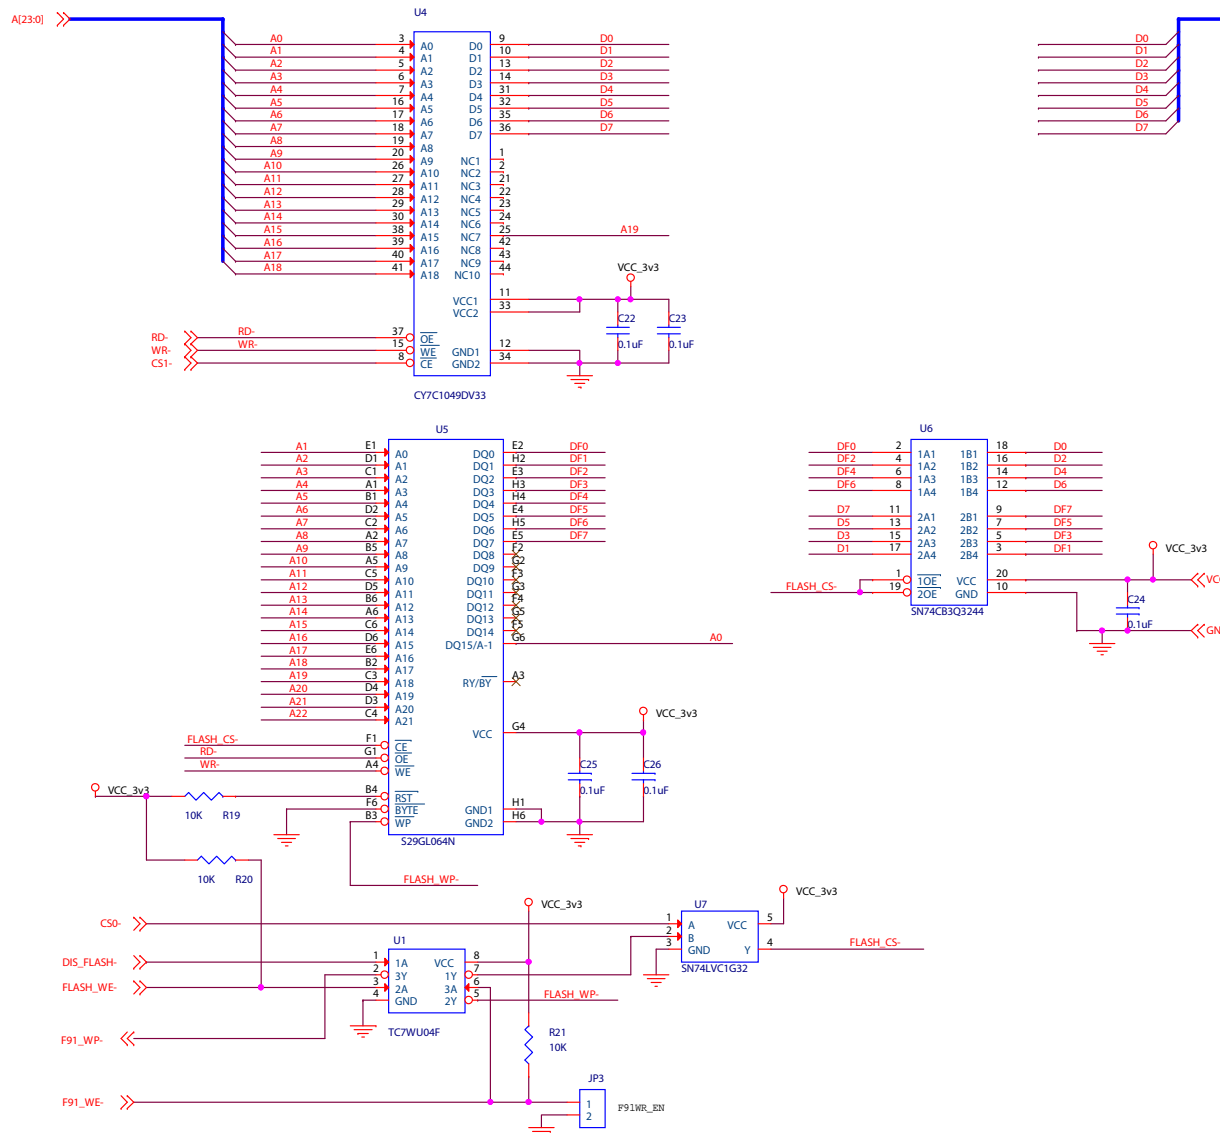 A[23:0]
U4
A0 3 A0 D0 9 D0
A1 4 A1 D1 10 D1
A2 5 A2 D2 13 D2
A3 6 A3 D3 14 D3
A4 7 A4 D4 31 D4
A5 16 A5 D5 32 D5
A6 17 A6 D6 35 D6
A7 18 A7 D7 36 D7
A8 19 A8
A9 20 A9 NC1 1
A10 26 A10 NC2 2
A11 27 A11 NC3 21
A12 28 A12 NC4 22
A13 29 A13 NC5 23
A14 30 A14 NC6 24
A15 38 A15 NC7 25 A19
A16 39 A16 NC8 42
A17 40 A17 NC9 43
A18 41 A18 NC10 44
VCC1 11
VCC2 33
RD- RD- 37 OE
WR- WR- 15 WE GND1 12
CS1- 8 CE GND2 34
CY7C1049DV33
VCC_3v3
C22 C23
0.1uF 0.1uF
D0
D1
D2
D3
D4
D5
D6
D7
U5
A1 E1 A0 DQ0 E2 DF0
A2 D1 A1 DQ1 H2 DF1
A3 C1 A2 DQ2 E3 DF2
A4 A1 A3 DQ3 H3 DF3
A5 B1 A4 DQ4 H4 DF4
A6 D2 A5 DQ5 E4 DF5
A7 C2 A6 DQ6 H5 DF6
A8 A2 A7 DQ7 E5 DF7
A9 B5 A8 DQ8 F2
A10 A5 A9 DQ9 G2
A11 C5 A10 DQ10 F3
A12 D5 A11 DQ11 G3
A13 B6 A12 DQ12 F4
A14 A6 A13 DQ13 G5
A15 C6 A14 DQ14 F5
A16 D6 A15 DQ15/A-1 G6 A0
A17 E6 A16
A18 B2 A17
A19 C3 A18 RY/BY A3
A20 D4 A19
A21 D3 A20
A22 C4 A21
VCC G4
FLASH_CS- F1 CE
RD- G1 OE
WR- A4 WE
B4 RST
F6 BYTE GND1 H1
B3 WP GND2 H6
S29GL064N
VCC_3v3
C25 C26
0.1uF 0.1uF
VCC_3v3
10K R19
10K R20
FLASH_WP-
U6
DF0 2 1A1 1B1 18 D0
DF2 4 1A2 1B2 16 D2
DF4 6 1A3 1B3 14 D4
DF6 8 1A4 1B4 12 D6
D7 11 2A1 2B1 9 DF7
D5 13 2A2 2B2 7 DF5
D3 15 2A3 2B3 5 DF3
D1 17 2A4 2B4 3 DF1
1 1OE VCC 20
FLASH_CS- 19 2OE GND 10
SN74CB3Q3244
VCC_3v3
C24
0.1uF
VCC_3v3
U7
CS0- 1 A VCC 5
2 B
3 GND Y 4 FLASH_CS-
SN74LVC1G32
VCC_3v3
U1
DIS_FLASH- 1 1A VCC 8
2 3Y 1Y 7
FLASH_WE- 3 2A 3A 6
4 GND 2Y 5 FLASH_WP-
TC7WU04F
F91_WP-
R21
10K
JP3
F91_WE- 1
2
F91WR_EN